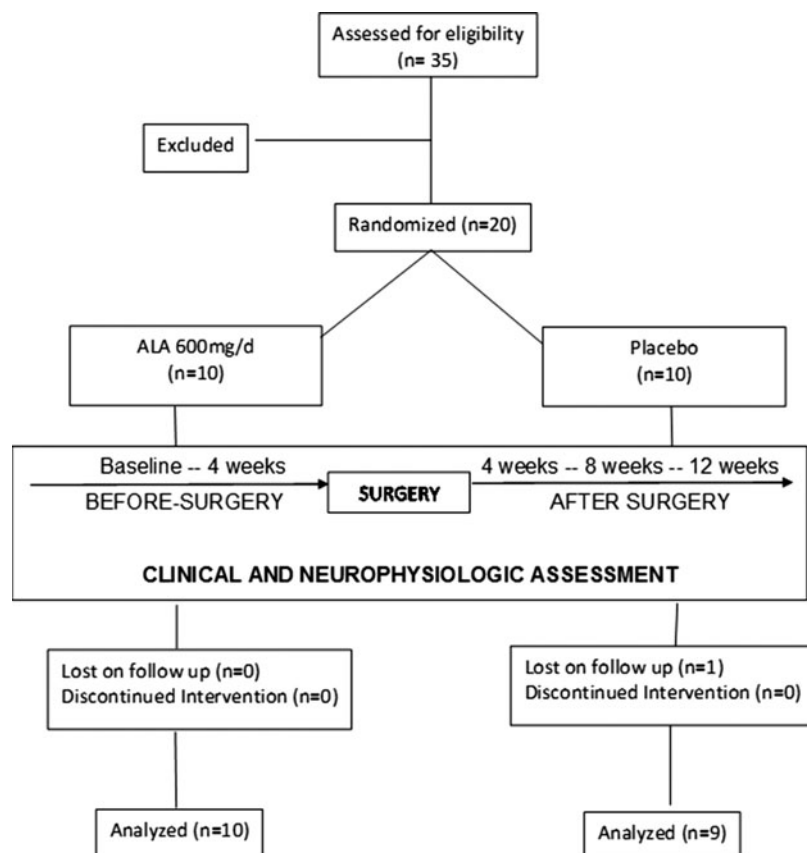 Assessed for eligibility
(n= 35)
Excluded
Randomized (n=20)
ALA 600mg/d
(n=10)
Placebo
(n=10)
Baseline -- 4 weeks
BEFORE-SURGERY
SURGERY
4 weeks -- 8 weeks -- 12 weeks
AFTER SURGERY
CLINICAL AND NEUROPHYSIOLOGIC ASSESSMENT
Lost on follow up (n=0)
Discontinued Intervention (n=0)
Lost on follow up (n=1)
Discontinued Intervention (n=0)
Analyzed (n=10)
Analyzed (n=9)